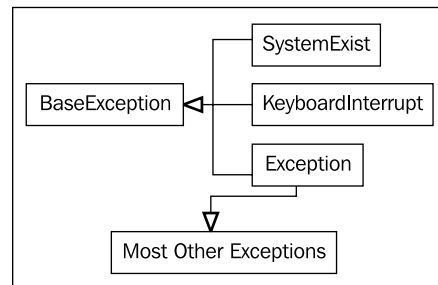 SystemExist
BaseException
KeyboardInterrupt
Exception
Most Other Exceptions